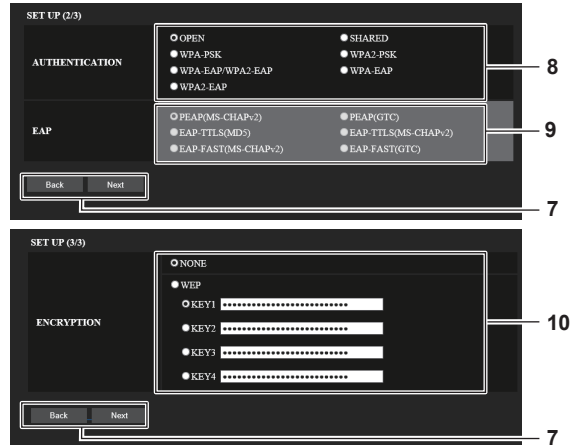 SET UP (2/3)
AUTHENTICATION
OPEN SHARED
WPA-PSK WPA2-PSK
WPA-EAP/WPA2-EAP WPA-EAP
WPA2-EAP
8
EAP
PEAP(MS-CHAPv2) PEAP(GTC)
EAP-TTLS(MD5) EAP-TTLS(MS-CHAPv2)
EAP-FAST(MS-CHAPv2) EAP-FAST(GTC)
9
Back Next
7
SET UP (3/3)
ENCRYPTION
NONE
WEP
KEY1
KEY2
KEY3
KEY4
10
Back Next
7